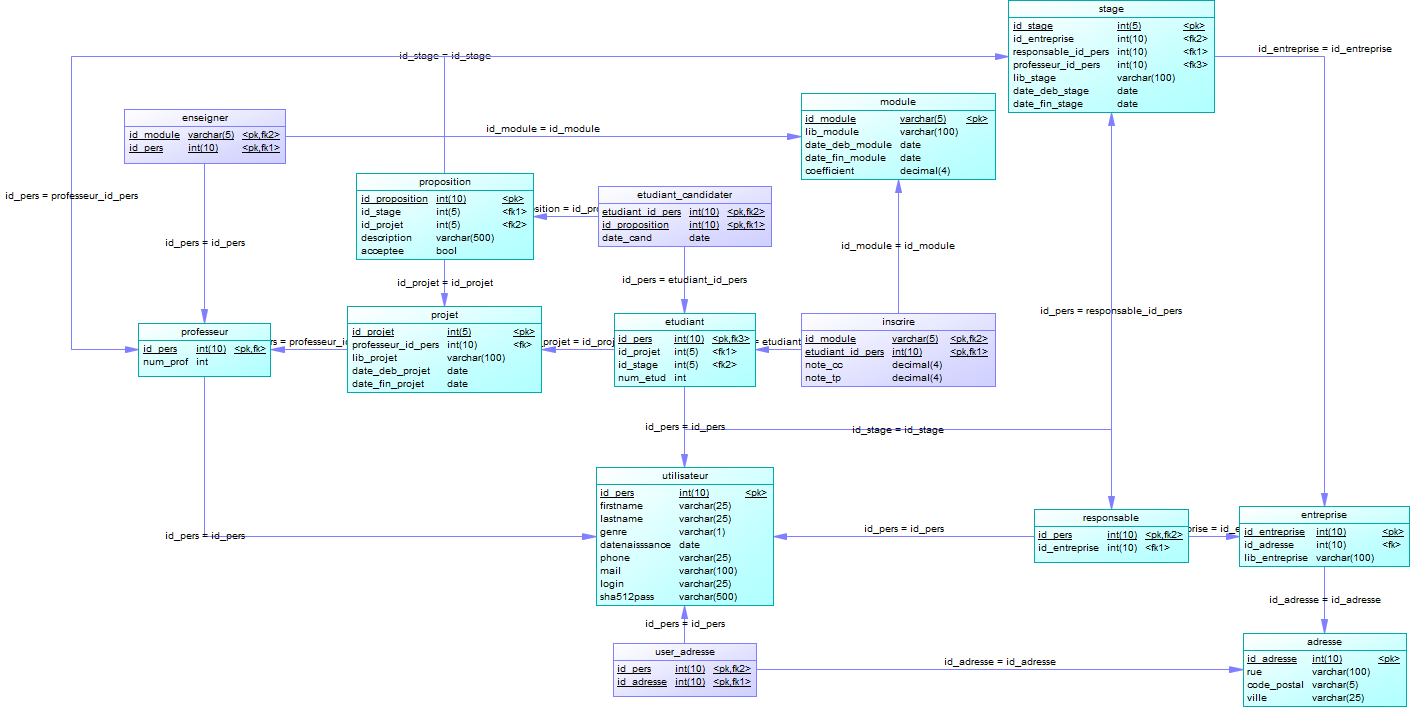 stage
id_stage int(5) <pk>
id_entreprise int(10) <fk2>
responsable_id_pers int(10) <fk1>
professeur_id_pers int(10) <fk3>
lib_stage varchar(100)
date_deb_stage date
date_fin_stage date
id_stage = id_stage
id_entreprise = id_entreprise
enseigner
id_module varchar(5) <pk,fk2>
id_pers int(10) <pk,fk1>
id_module = id_module
module
id_module varchar(5) <pk>
lib_module varchar(100)
date_deb_module date
date_fin_module date
coefficient decimal(4)
id_pers = professeur_id_pers
proposition
id_proposition int(10) <pk>
id_stage int(5) <fk1>
id_projet int(5) <fk2>
description varchar(500)
acceptee bool
sition = id_pro
etudiant_candidater
etudiant_id_pers int(10) <pk,fk2>
id_proposition int(10) <pk,fk1>
date_cand date
id_pers = id_pers
id_module = id_module
id_projet = id_projet
id_pers = etudiant_id_pers
id_pers = responsable_id_pers
professeur
id_pers int(10) <pk,fk>
num_prof int
rs = professeur_id
projet
id_projet int(5) <pk>
professeur_id_pers int(10) <fk>
lib_projet varchar(100)
date_deb_projet date
date_fin_projet date
_projet = id_proje
etudiant
id_pers int(10) <pk,fk3>
id_projet int(5) <fk1>
id_stage int(5) <fk2>
num_etud int
= etudiant
inscrire
id_module varchar(5) <pk,fk2>
etudiant_id_pers int(10) <pk,fk1>
note_cc decimal(4)
note_tp decimal(4)
id_pers = id_pers
id_stage = id_stage
utilisateur
id_pers int(10) <pk>
firstname varchar(25)
lastname varchar(25)
genre varchar(1)
datenaisssance date
phone varchar(25)
mail varchar(100)
login varchar(25)
sha512pass varchar(500)
id_pers = id_pers
id_pers = id_pers
responsable
id_pers int(10) <pk,fk2>
id_entreprise int(10) <fk1>
prise = id_e
entreprise
id_entreprise int(10) <pk>
id_adresse int(10) <fk>
lib_entreprise varchar(100)
id_adresse = id_adresse
id_pers = id_pers
user_adresse
id_pers int(10) <pk,fk2>
id_adresse int(10) <pk,fk1>
id_adresse = id_adresse
adresse
id_adresse int(10) <pk>
rue varchar(100)
code_postal varchar(5)
ville varchar(25)